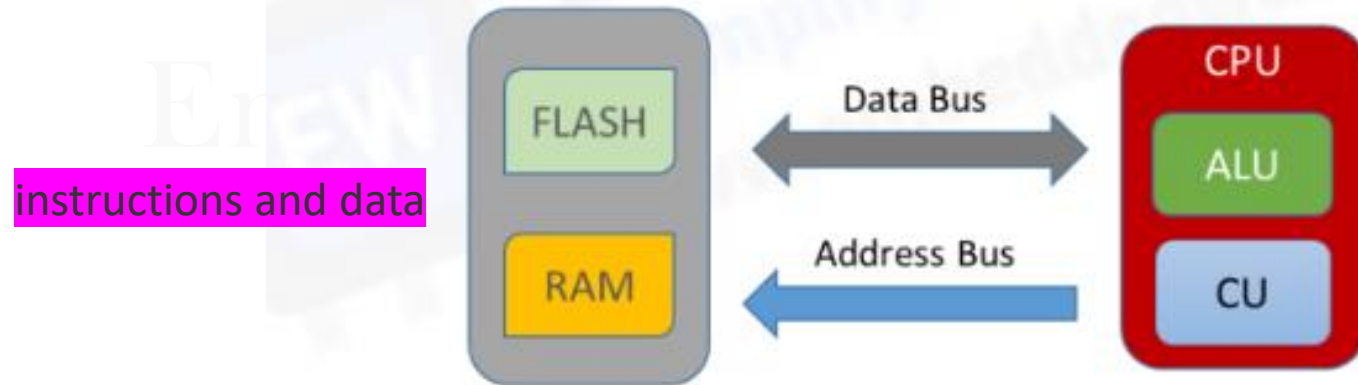 CPU
Data Bus
FLASH
ALU
instructions and data
Address Bus
RAM
CU